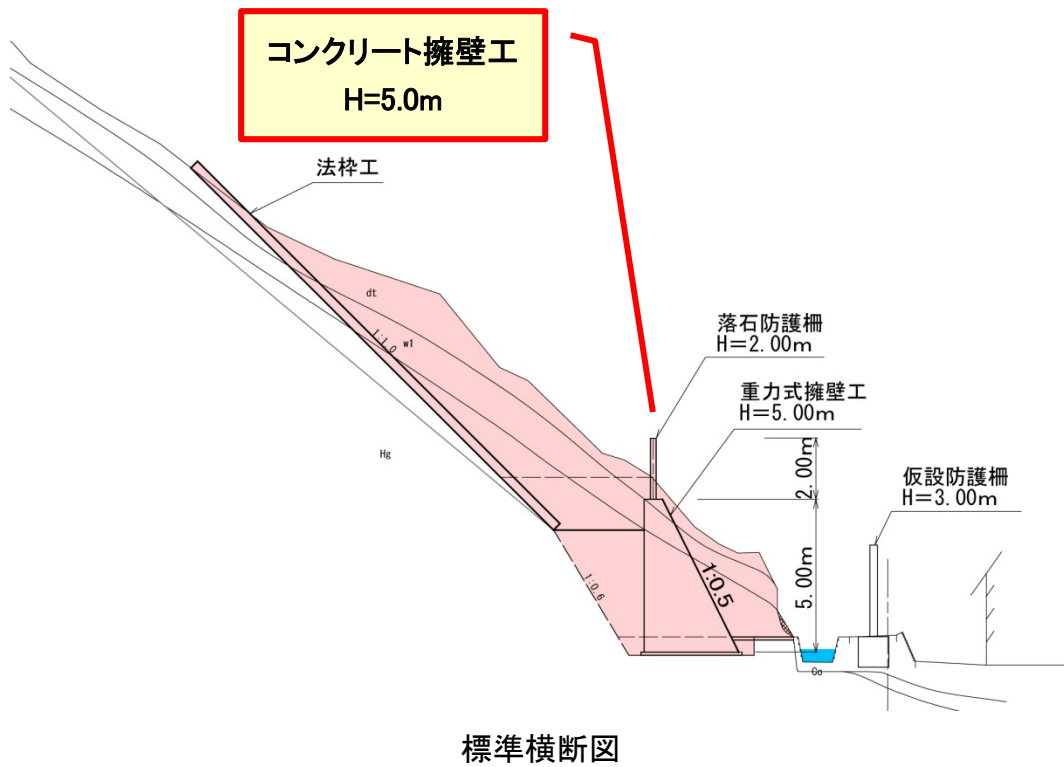 コンクリート擁壁工
H=5.0m
法枠工
dt
w1
1:1.0
Hg
落石防護柵
H=2.00m
重力式擁壁工
H=5.00m
2.00m
仮設防護柵
H=3.00m
5.00m
1:0.6
1:0.5
Co
標準横断図